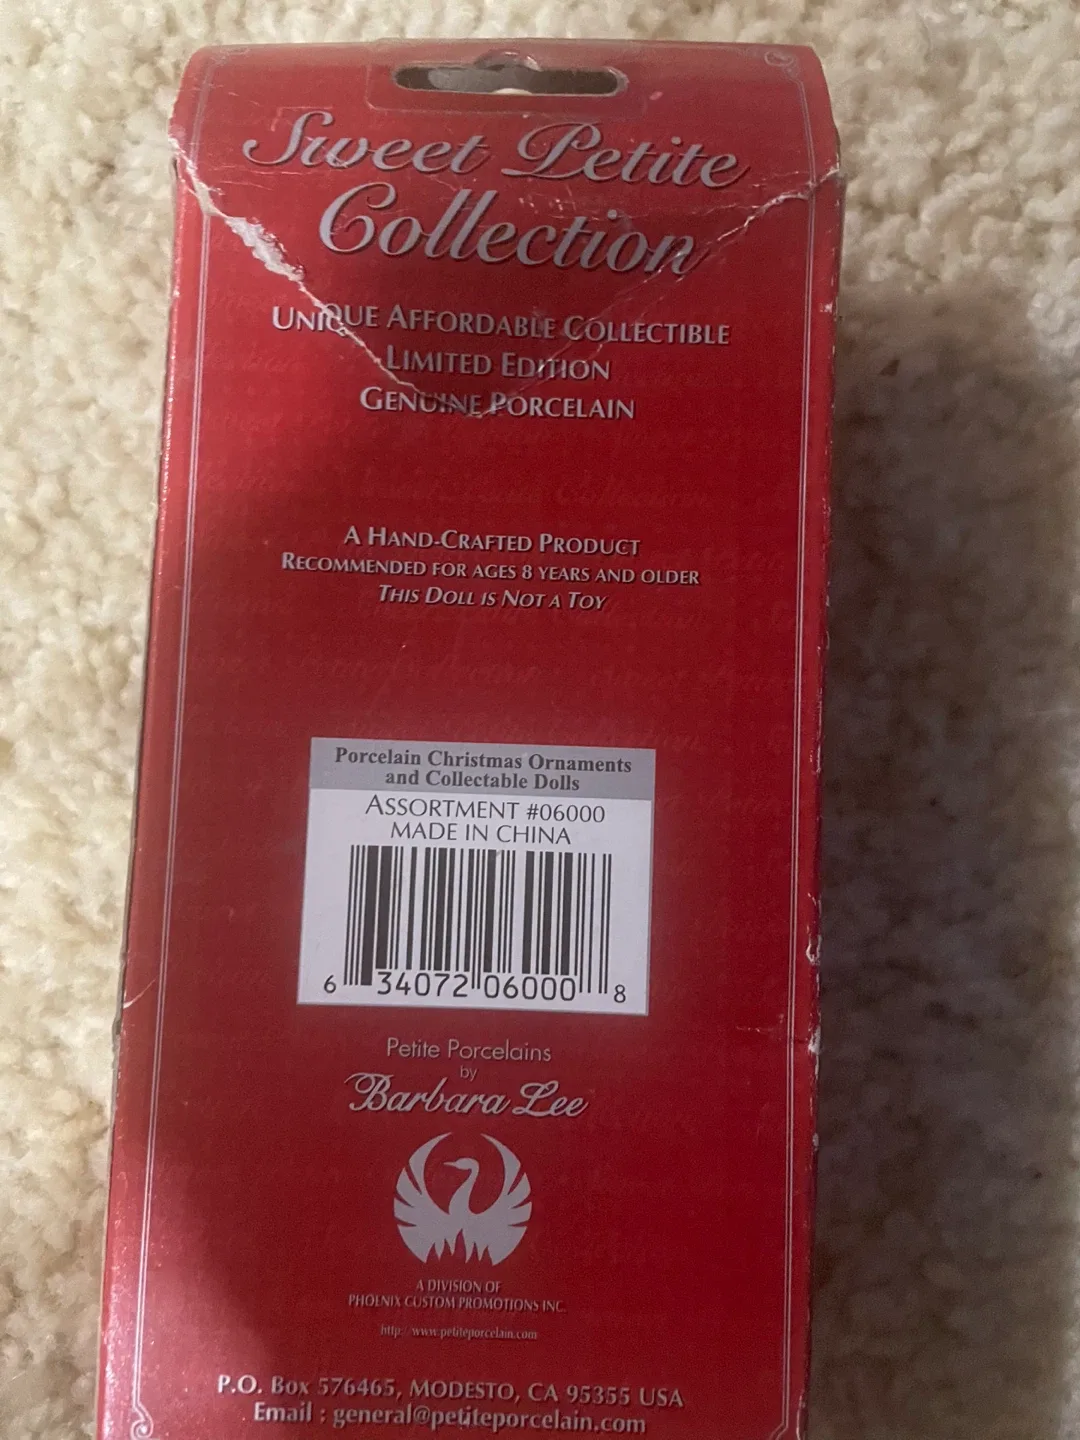 Sweet Petite
Collection
UNIQUE AFFORDABLE COLLECTIBLE
LIMITED EDITION
GENUINE PORCELAIN
A HAND-CRAFTED PRODUCT
RECOMMENDED FOR AGES 8 YEARS AND OLDER
THIS DOLL IS NOT A TOY
Porcelain Christmas Ornaments
and Collectable Dolls
ASSORTMENT #06000
MADE IN CHINA
6 34072 06000 8
Petite Porcelains
by
Barbara Lee
A DIVISION OF
PHOENIX CUSTOM PROMOTIONS INC.
http: www.petiteporcelain.com
P.O. Box 576465, MODESTO, CA 95355 USA
Email : general@petiteporcelain.com